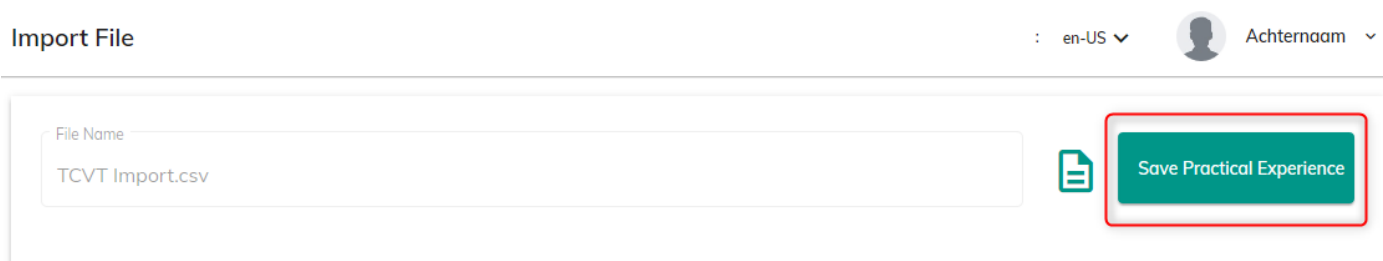 Import File
: en-US
Achternaam
File Name
TCVT Import.csv
Save Practical Experience